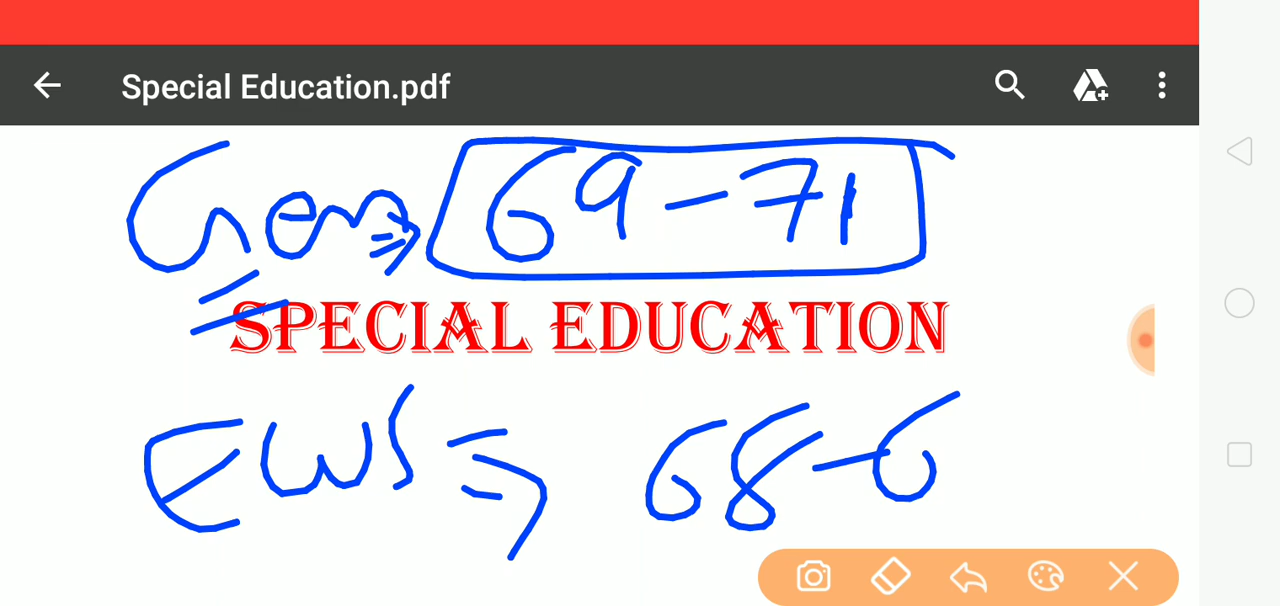 Special Education.pdf
Gen ⇒ 69-71
SPECIAL EDUCATION
EWS ⇒ 68-6